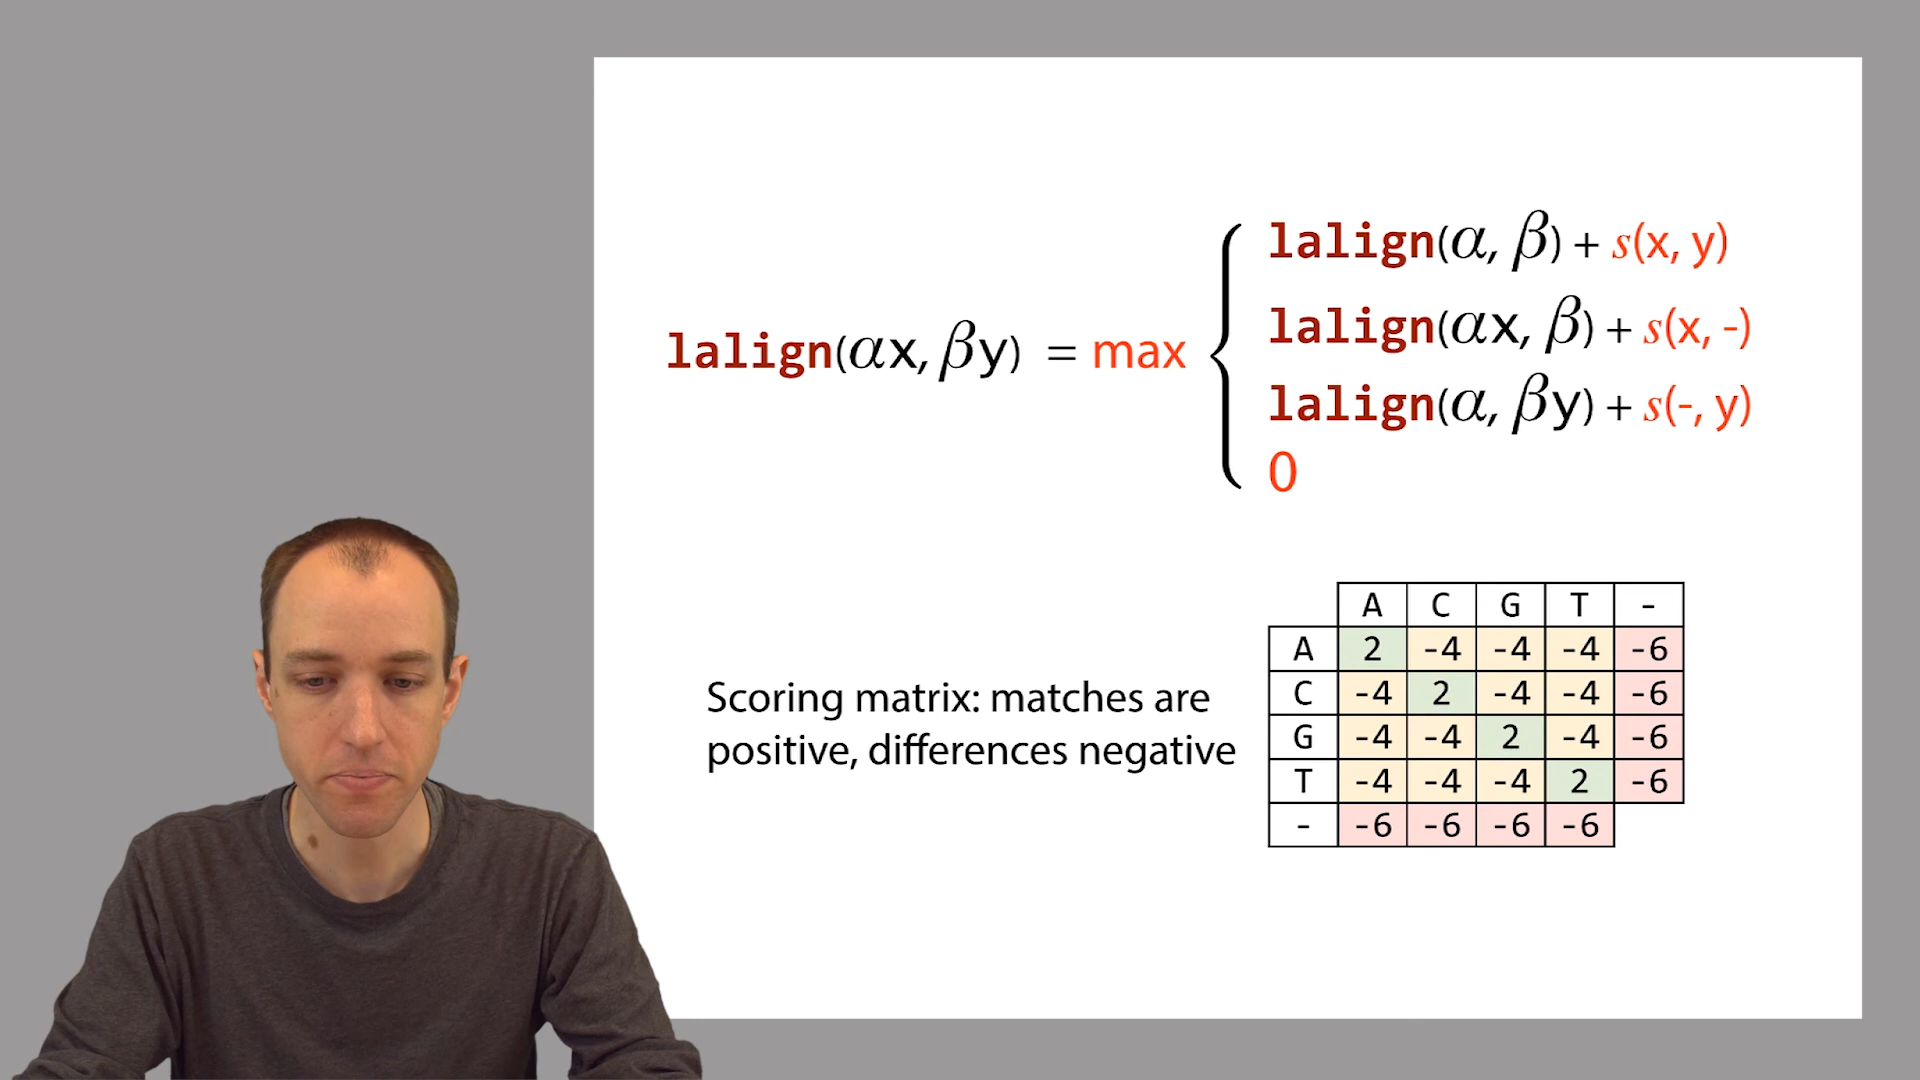 lalign(αx, βy) = max
lalign(α, β) + s(x, y)
lalign(αx, β) + s(x, -)
lalign(α, βy) + s(-, y)
0
Scoring matrix: matches are
positive, differences negative
A C G T -
A 2 -4 -4 -4 -6
C -4 2 -4 -4 -6
G -4 -4 2 -4 -6
T -4 -4 -4 2 -6
- -6 -6 -6 -6